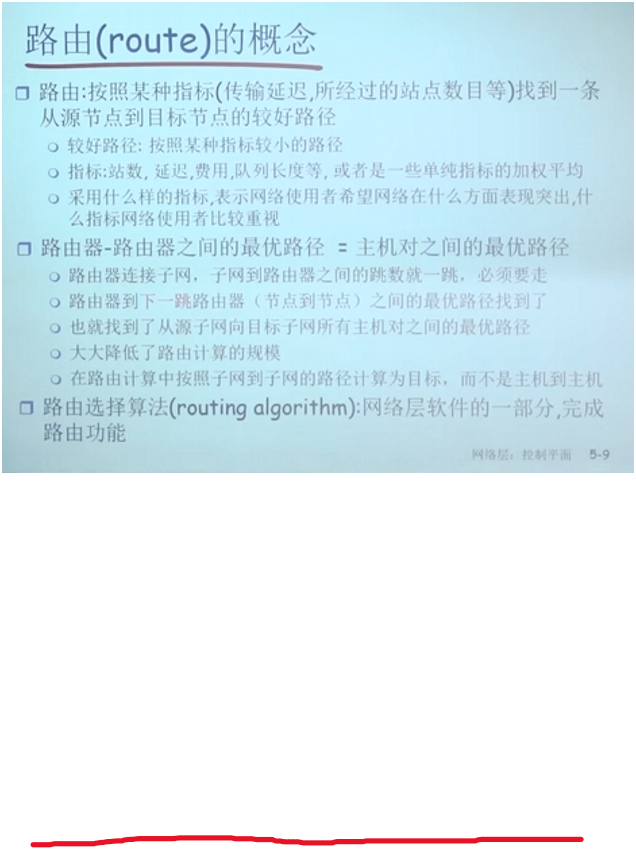 路由(route)的概念
路由:按照某种指标(传输延迟,所经过的站点数目等)找到一条
从源节点到目标节点的较好路径
较好路径: 按照某种指标较小的路径
指标:站数, 延迟,费用,队列长度等, 或者是一些单纯指标的加权平均
采用什么样的指标,表示网络使用者希望网络在什么方面表现突出,什
么指标网络使用者比较重视
路由器-路由器之间的最优路径 = 主机对之间的最优路径
路由器连接子网，子网到路由器之间的跳数就一跳，必须要走
路由器到下一跳路由器（节点到节点）之间的最优路径找到了
也就找到了从源子网向目标子网所有主机对之间的最优路径
大大降低了路由计算的规模
在路由计算中按照子网到子网的路径计算为目标，而不是主机到主机
路由选择算法(routing algorithm):网络层软件的一部分,完成
路由功能
网络层：控制平面 5-9